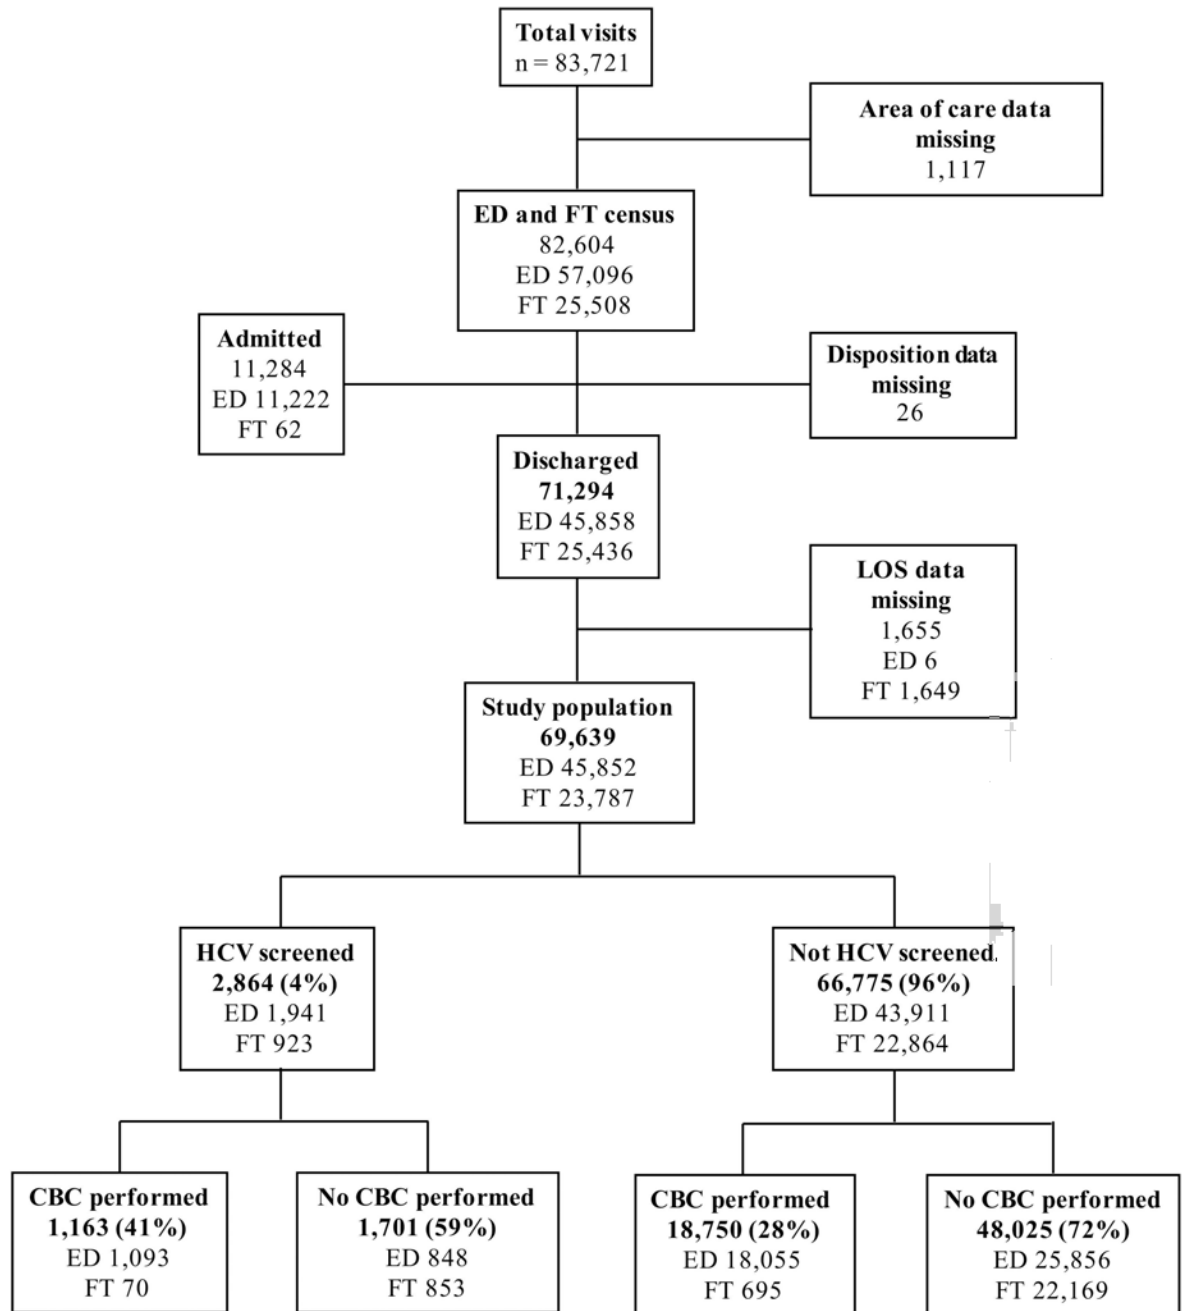 Total visits
n = 83,721
Area of care data
missing
1,117
ED and FT census
82,604
ED 57,096
FT 25,508
Admitted
11,284
ED 11,222
FT 62
Disposition data
missing
26
Discharged
71,294
ED 45,858
FT 25,436
LOS data
missing
1,655
ED 6
FT 1,649
Study population
69,639
ED 45,852
FT 23,787
HCV screened
2,864 (4%)
ED 1,941
FT 923
Not HCV screened.
66,775 (96%)
ED 43,911
FT 22,864
CBC performed
1,163 (41%)
ED 1,093
FT 70
No CBC performed
1,701 (59%)
ED 848
FT 853
CBC performed
18,750 (28%)
ED 18,055
FT 695
No CBC performed
48,025 (72%)
ED 25,856
FT 22,169